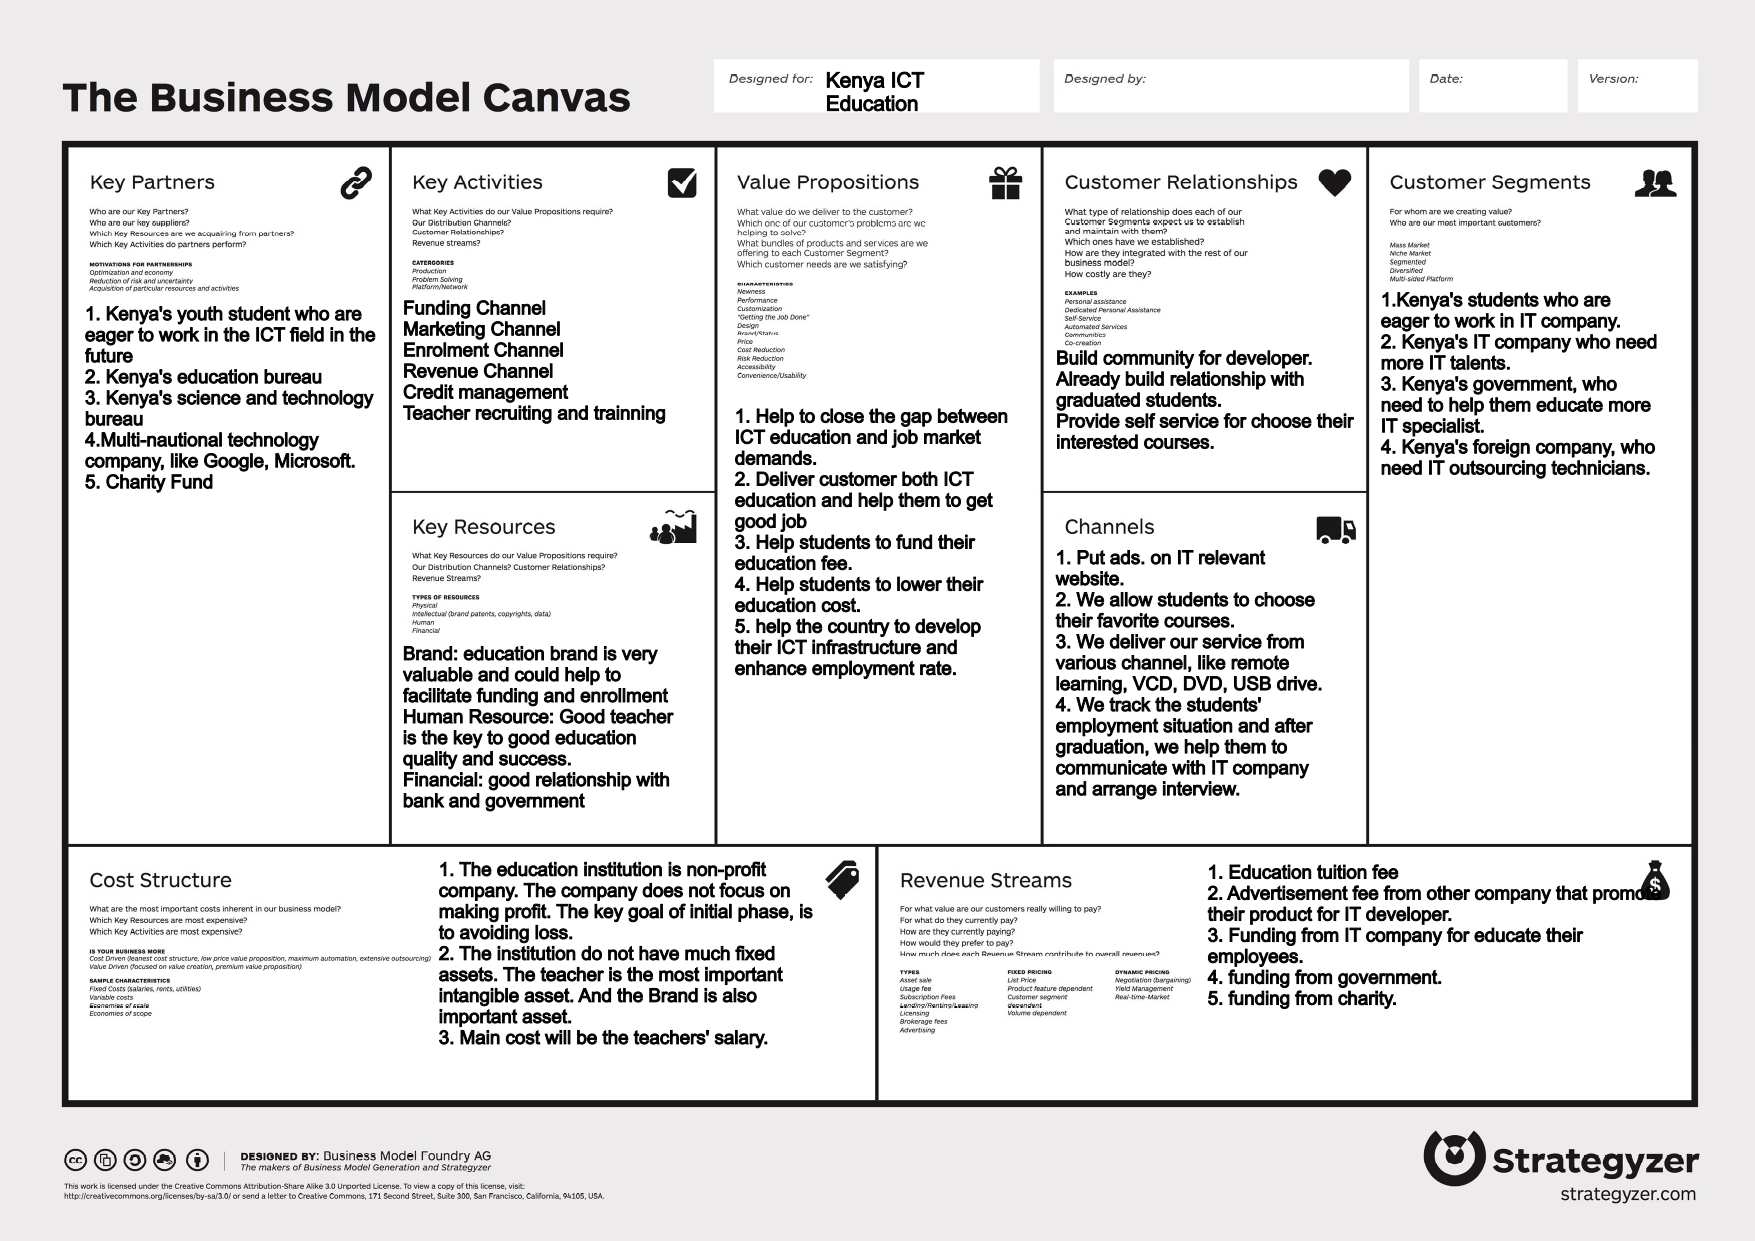 The Business Model Canvas
Designed for:
Kenya ICT
Education
Designed by:
Date:
Version:
Key Partners
Who are our Key Partners?
Who are our key suppliers?
Which Key Resources are we acquairing from partners?
Which Key Activities do partners perform?
MOTIVATIONS FOR PARTNERSHIPS
Optimization and economy
Reduction of risk and uncertainty
Acquisition of particular resources and activities
1. Kenya's youth student who are
eager to work in the ICT field in the
future
2. Kenya's education bureau
3. Kenya's science and technology
bureau
4.Multi-nautional technology
company, like Google, Microsoft.
5. Charity Fund
Key Activities
What Key Activities do our Value Propositions require?
Our Distribution Channels?
Customer Relationships?
Revenue streams?
CATERGORIES
Production
Problem Solving
Platform/Network
Funding Channel
Marketing Channel
Enrolment Channel
Revenue Channel
Credit management
Teacher recruiting and trainning
Key Resources
What Key Resources do our Value Propositions require?
Our Distribution Channels? Customer Relationships?
Revenue Streams?
TYPES OF RESOURCES
Physical
Intellectual (brand patents, copyrights, data)
Human
Financial
Brand: education brand is very
valuable and could help to
facilitate funding and enrollment
Human Resource: Good teacher
is the key to good education
quality and success.
Financial: good relationship with
bank and government
Value Propositions
What value do we deliver to the customer?
Which one of our customer's problems are we
helping to solve?
What bundles of products and services are we
offering to each Customer Segment?
Which customer needs are we satisfying?
CHARACTERISTICS
Newness
Performance
Customization
"Getting the Job Done"
Design
Brand/Status
Price
Cost Reduction
Risk Reduction
Accessibility
Convenience/Usability
1. Help to close the gap between
ICT education and job market
demands.
2. Deliver customer both ICT
education and help them to get
good job
3. Help students to fund their
education fee.
4. Help students to lower their
education cost.
5. help the country to develop
their ICT infrastructure and
enhance employment rate.
Customer Relationships
What type of relationship does each of our
Customer Segments expect us to establish
and maintain with them?
Which ones have we established?
How are they integrated with the rest of our
business model?
How costly are they?
EXAMPLES
Personal assistance
Dedicated Personal Assistance
Self-Service
Automated Services
Communities
Co-creation
Build community for developer.
Already build relationship with
graduated students.
Provide self service for choose their
interested courses.
Channels
1. Put ads. on IT relevant
website.
2. We allow students to choose
their favorite courses.
3. We deliver our service from
various channel, like remote
learning, VCD, DVD, USB drive.
4. We track the students'
employment situation and after
graduation, we help them to
communicate with IT company
and arrange interview.
Customer Segments
For whom are we creating value?
Who are our most important customers?
Mass Market
Niche Market
Segmented
Diversified
Multi-sided Platform
1.Kenya's students who are
eager to work in IT company.
2. Kenya's IT company who need
more IT talents.
3. Kenya's government, who
need to help them educate more
IT specialist.
4. Kenya's foreign company, who
need IT outsourcing technicians.
Cost Structure
What are the most important costs inherent in our business model?
Which Key Resources are most expensive?
Which Key Activities are most expensive?
IS YOUR BUSINESS MORE
Cost Driven (leanest cost structure, low price value proposition, maximum automation, extensive outsourcing)
Value Driven (focused on value creation, premium value proposition)
SAMPLE CHARACTERISTICS
Fixed Costs (salaries, rents, utilities)
Variable costs
Economies of scale
Economies of scope
1. The education institution is non-profit
company. The company does not focus on
making profit. The key goal of initial phase, is
to avoiding loss.
2. The institution do not have much fixed
assets. The teacher is the most important
intangible asset. And the Brand is also
important asset.
3. Main cost will be the teachers' salary.
Revenue Streams
For what value are our customers really willing to pay?
For what do they currently pay?
How are they currently paying?
How would they prefer to pay?
How much does each Revenue Stream contribute to overall revenues?
TYPES
Asset sale
Usage fee
Subscription Fees
Lending/Renting/Leasing
Licensing
Brokerage fees
Advertising
FIXED PRICING
List Price
Product feature dependent
Customer segment
dependent
Volume dependent
DYNAMIC PRICING
Negotiation (bargaining)
Yield Management
Real-time-Market
1. Education tuition fee
2. Advertisement fee from other company that promote
their product for IT developer.
3. Funding from IT company for educate their
employees.
4. funding from government.
5. funding from charity.
$
cc
DESIGNED BY: Business Model Foundry AG
The makers of Business Model Generation and Strategyzer
This work is licensed under the Creative Commons Attribution-Share Alike 3.0 Unported License. To view a copy of this license, visit:
http://creativecommons.org/licenses/by-sa/3.0/ or send a letter to Creative Commons, 171 Second Street, Suite 300, San Francisco, California, 94105, USA.
Strategyzer
strategyzer.com